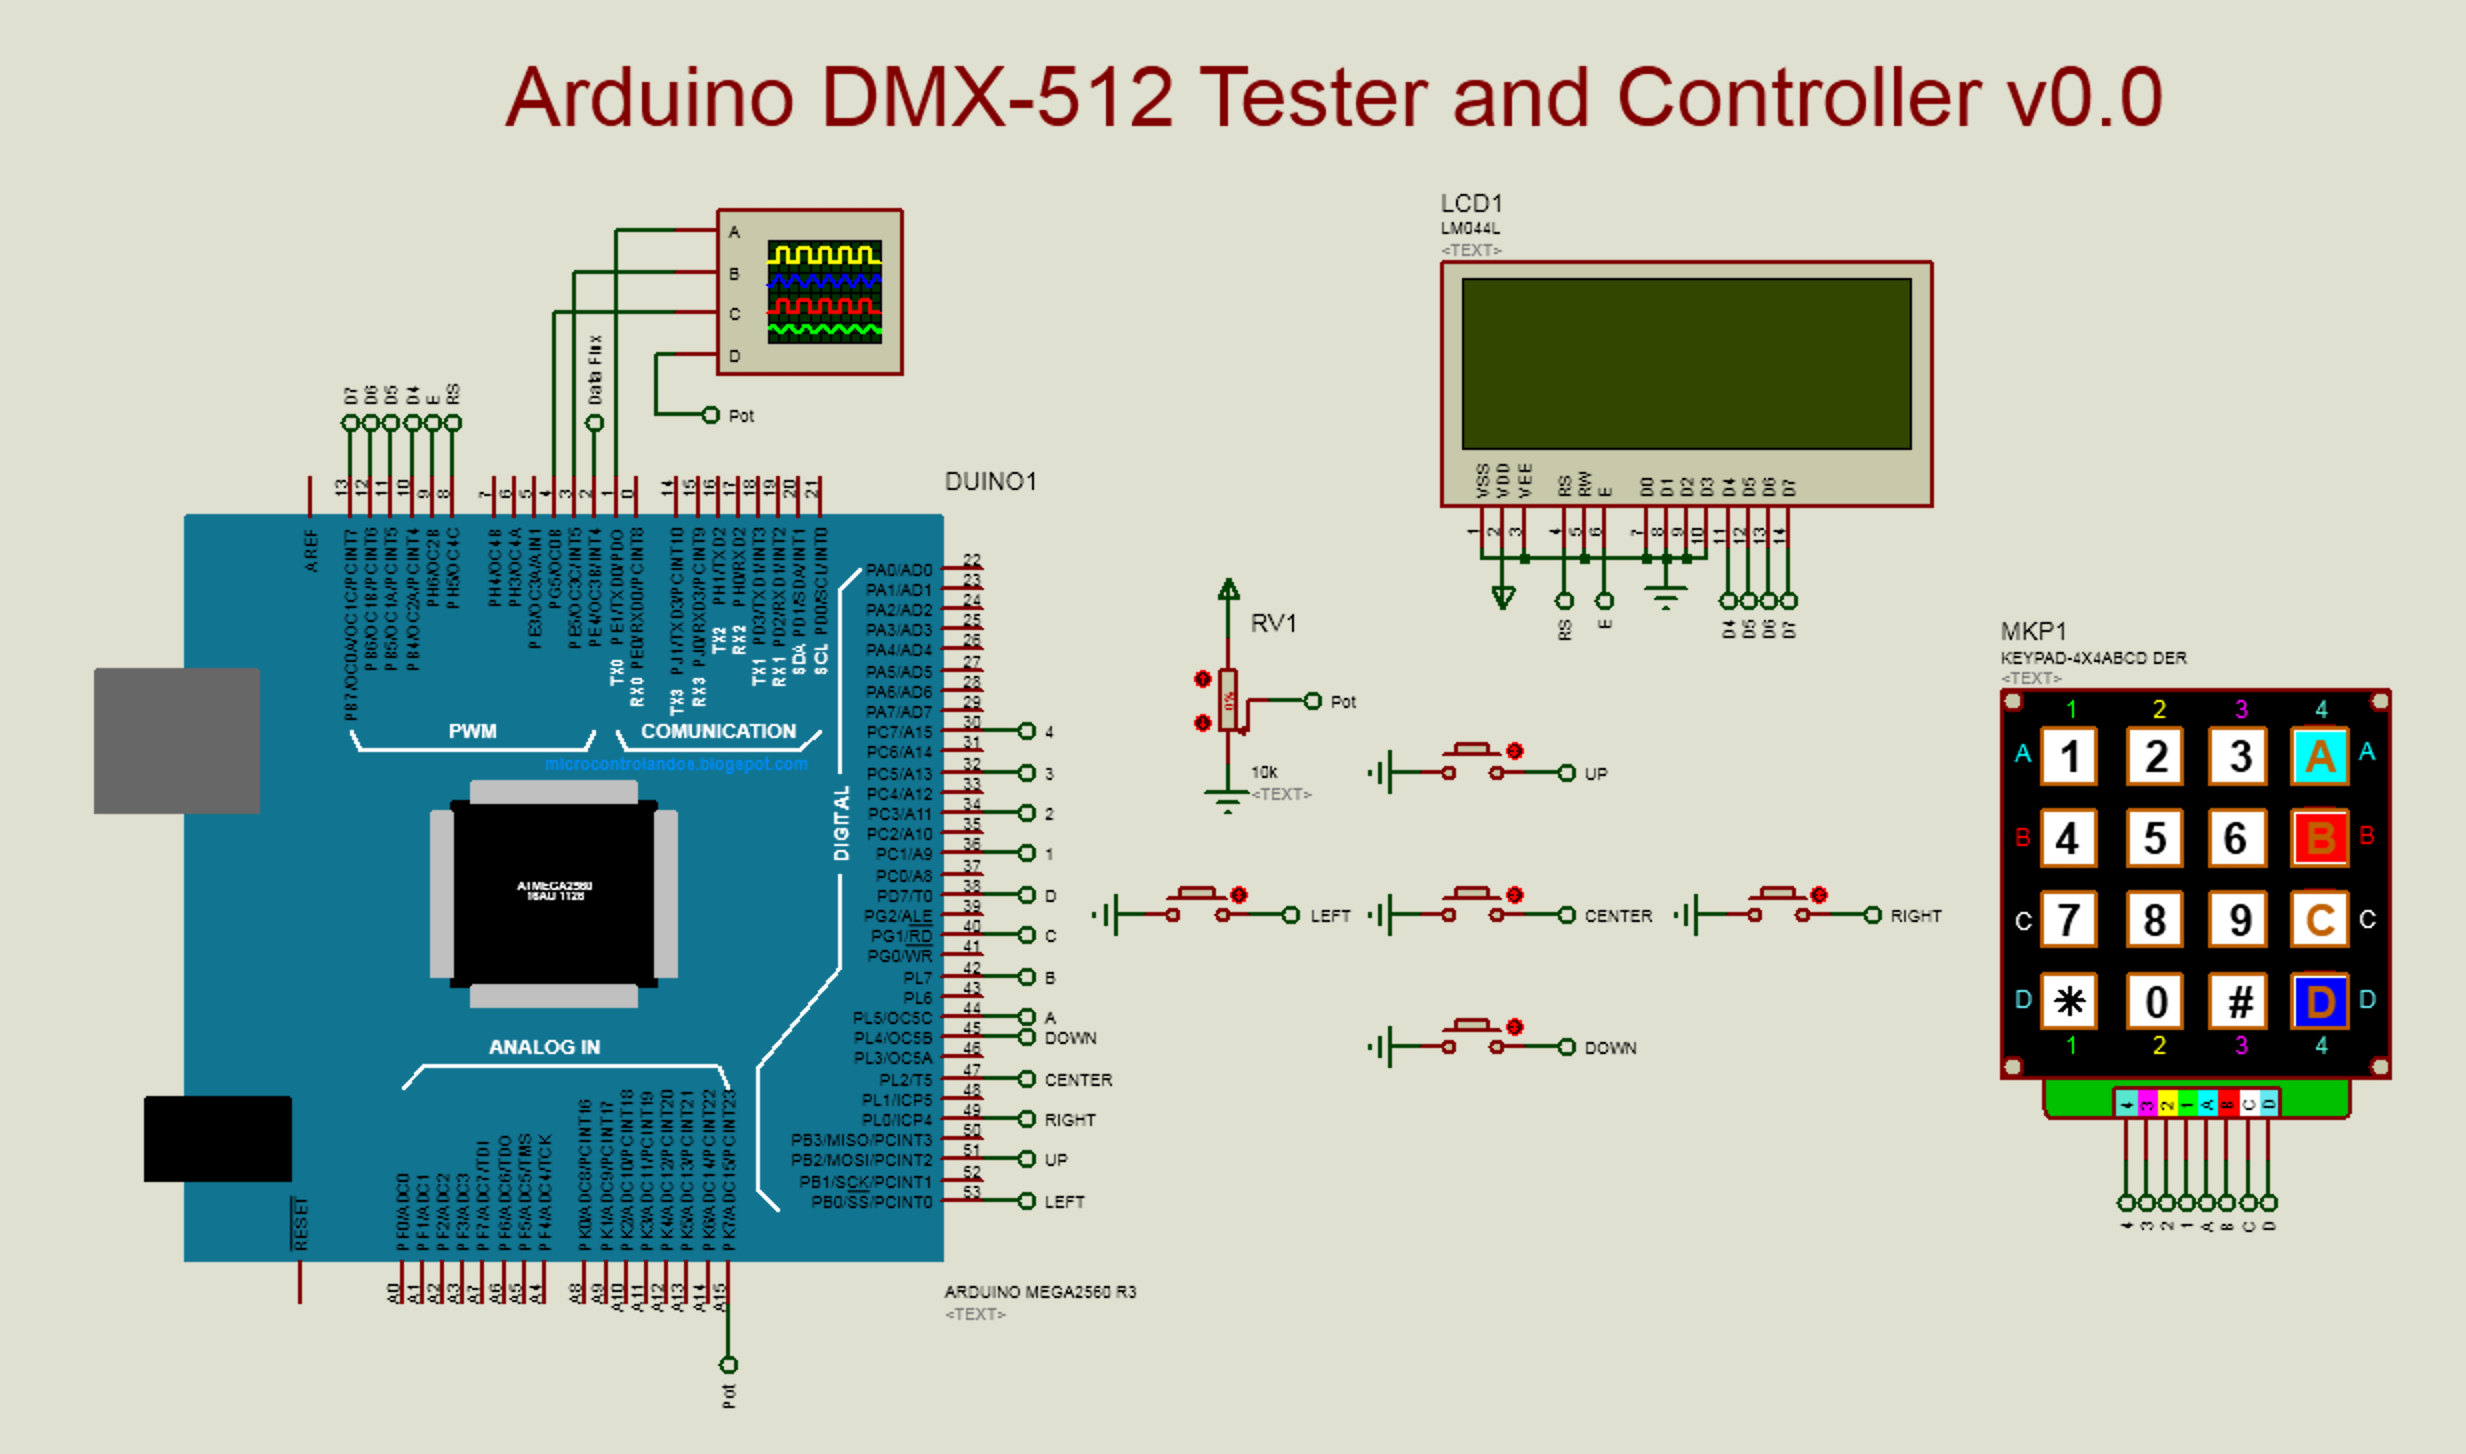 Arduino DMX-512 Tester and Controller v0.0
A
B
C
D
Pot
Data Flux
D7 D6 D5 D4 E RS
AREF
13 12 11 10 9 8
7 6 5 4 3 2 1 0
14 15 16 17 18 19 20 21
PB7/OC0A/OC1C/PCINT7
PB6/OC1B/PCINT6
PB5/OC1A/PCINT5
PB4/OC2A/PCINT4
PH6/OC2B
PH5/OC4C
PH4/OC4B
PH3/OC4A
PE3/OC3A/AIN1
PG5/OC0B
PE5/OC3C/INT5
PE4/OC3B/INT4
TX0 PE1/TXD0/PDO
RX0 PE0/RXD0/PCINT8
TX3 PJ1/TXD3/PCINT10
RX3 PJ0/RXD3/PCINT9
TX2 PH1/TXD2
RX2 PH0/RXD2
TX1 PD3/TXD1/INT3
RX1 PD2/RXD1/INT2
SDA PD1/SDA/INT1
SCL PD0/SCL/INT0
PWM
COMUNICATION
microcontrolandos.blogspot.com
DIGITAL
ATMEGA2560
16AU 1126
ANALOG IN
DUINO1
PA0/AD0 22
PA1/AD1 23
PA2/AD2 24
PA3/AD3 25
PA4/AD4 26
PA5/AD5 27
PA6/AD6 28
PA7/AD7 29
PC7/A15 30 4
PC6/A14 31
PC5/A13 32 3
PC4/A12 33
PC3/A11 34 2
PC2/A10 35
PC1/A9 36 1
PC0/A8 37
PD7/T0 38 D
PG2/ALE 39
PG1/RD 40 C
PG0/WR 41
PL7 42 B
PL6 43
PL5/OC5C 44 A
PL4/OC5B 45 DOWN
PL3/OC5A 46
PL2/T5 47 CENTER
PL1/ICP5 48
PL0/ICP4 49 RIGHT
PB3/MISO/PCINT3 50
PB2/MOSI/PCINT2 51 UP
PB1/SCK/PCINT1 52
PB0/SS/PCINT0 53 LEFT
RESET
PF0/ADC0
PF1/ADC1
PF2/ADC2
PF3/ADC3
PF7/ADC7/TDI
PF6/ADC6/TDO
PF5/ADC5/TMS
PF4/ADC4/TCK
PK0/ADC8/PCINT16
PK1/ADC9/PCINT17
PK2/ADC10/PCINT18
PK3/ADC11/PCINT19
PK4/ADC12/PCINT20
PK5/ADC13/PCINT21
PK6/ADC14/PCINT22
PK7/ADC15/PCINT23
A0 A1 A2 A3 A7 A6 A5 A4
A8 A9 A10 A11 A12 A13 A14 A15
Pot
ARDUINO MEGA2560 R3
<TEXT>
LCD1
LM044L
<TEXT>
VSS VDD VEE RS RW E D0 D1 D2 D3 D4 D5 D6 D7
1 2 3 4 5 6 7 8 9 10 11 12 13 14
RS E D4 D5 D6 D7
RV1
0%
Pot
10k
<TEXT>
UP
LEFT
CENTER
RIGHT
DOWN
MKP1
KEYPAD-4X4ABCD DER
<TEXT>
1 2 3 4
A 1 2 3 A A
B 4 5 6 B B
C 7 8 9 C C
D * 0 # D D
1 2 3 4
4 3 2 1 A B C D
4 3 2 1 A B C D